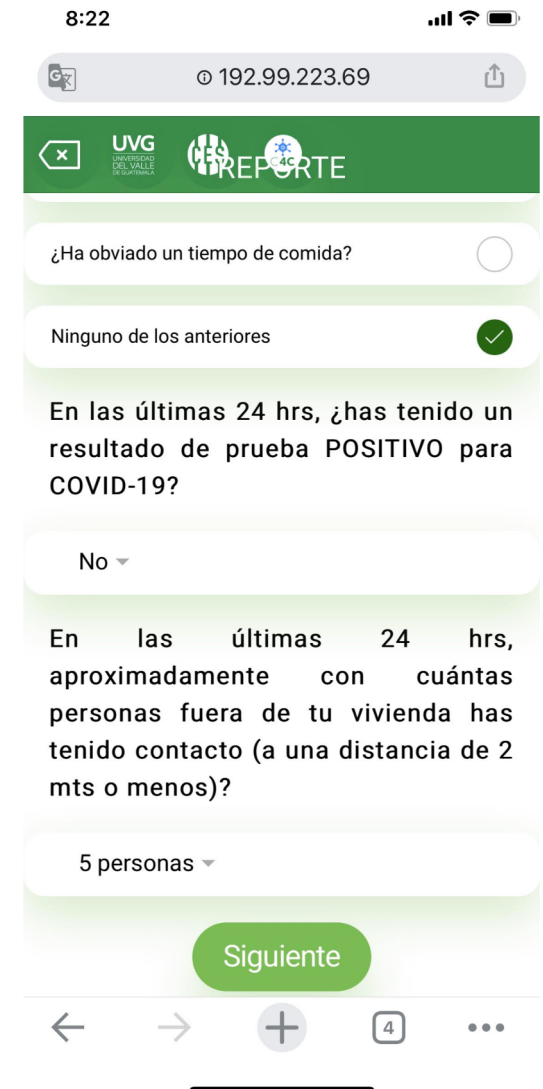 8:22
192.99.223.69
UVG
UNIVERSIDAD
DEL VALLE
DE GUATEMALA
CES
4C
REPORTE
¿Ha obviado un tiempo de comida?
Ninguno de los anteriores
En las últimas 24 hrs, ¿has tenido un
resultado de prueba POSITIVO para
COVID-19?
No
En las últimas 24 hrs,
aproximadamente con cuántas
personas fuera de tu vivienda has
tenido contacto (a una distancia de 2
mts o menos)?
5 personas
Siguiente
4